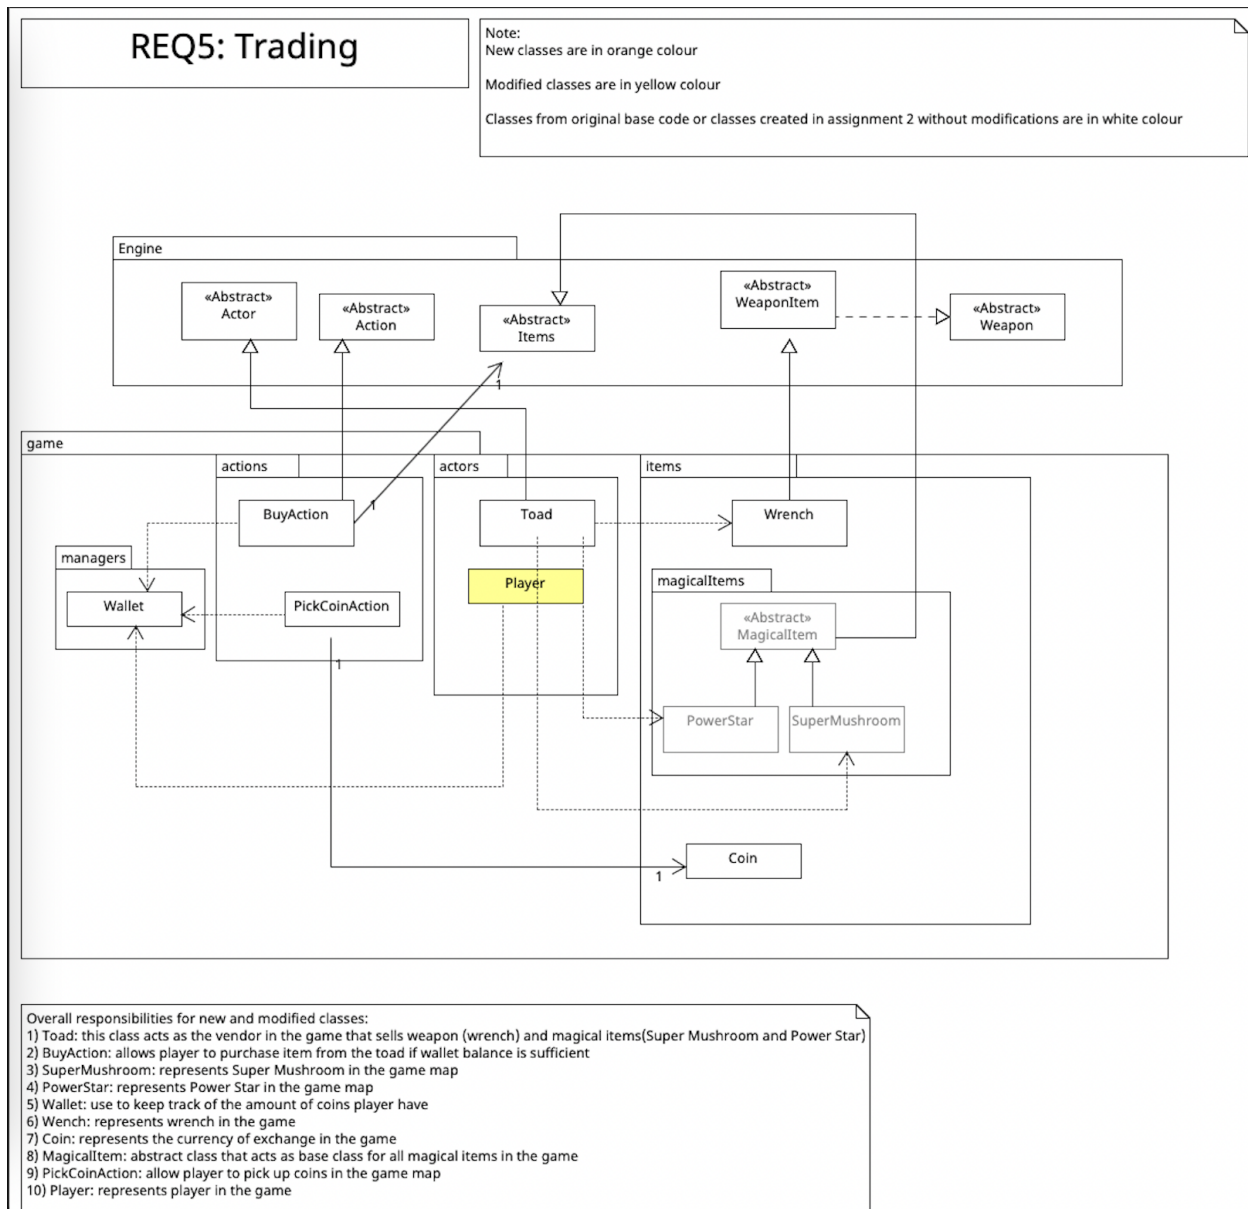 REQ5: Trading
Note:
New classes are in orange colour
Modified classes are in yellow colour
Classes from original base code or classes created in assignment 2 without modifications are in white colour
Engine
«Abstract»
Actor
«Abstract»
Action
«Abstract»
Items
«Abstract»
WeaponItem
«Abstract»
Weapon
1
game
actions
actors
items
BuyAction
1
Toad
Wrench
managers
Wallet
PickCoinAction
Player
magicalItems
«Abstract»
MagicalItem
1
PowerStar
SuperMushroom
Coin
1
Overall responsibilities for new and modified classes:
1) Toad: this class acts as the vendor in the game that sells weapon (wrench) and magical items(Super Mushroom and Power Star)
2) BuyAction: allows player to purchase item from the toad if wallet balance is sufficient
3) SuperMushroom: represents Super Mushroom in the game map
4) PowerStar: represents Power Star in the game map
5) Wallet: use to keep track of the amount of coins player have
6) Wench: represents wrench in the game
7) Coin: represents the currency of exchange in the game
8) MagicalItem: abstract class that acts as base class for all magical items in the game
9) PickCoinAction: allow player to pick up coins in the game map
10) Player: represents player in the game